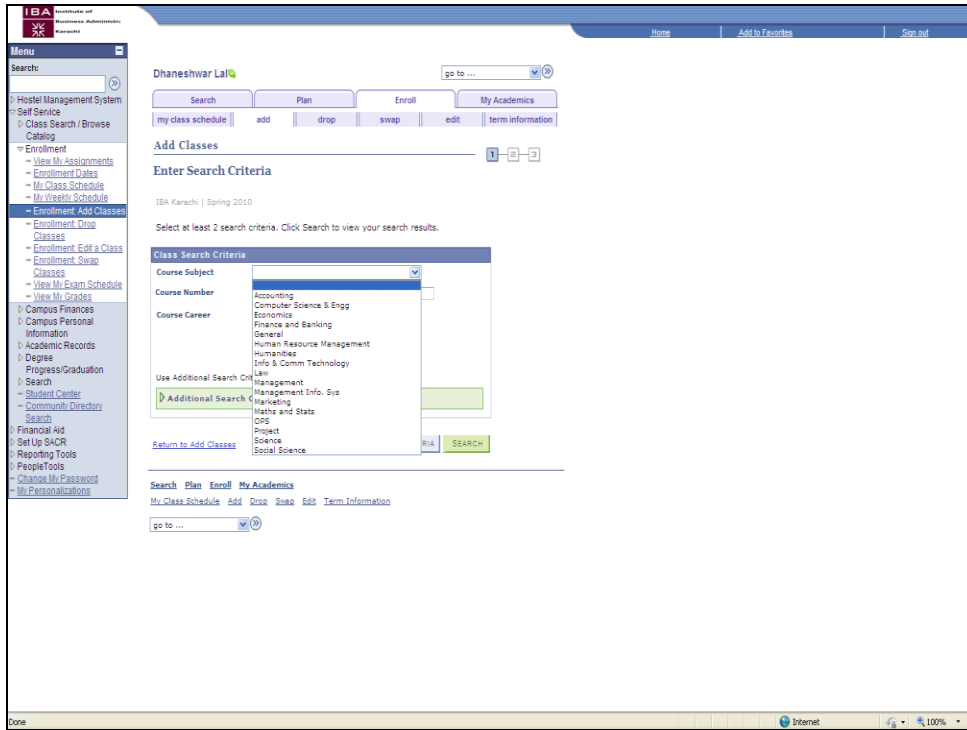 IBA Institute of
Business Administra
Karachi
Home Add to Favorites Sign out
Menu
Search:
Hostel Management System
Self Service
Class Search / Browse
Catalog
Enrollment
View My Assignments
Enrollment Dates
My Class Schedule
My Weekly Schedule
Enrollment: Add Classes
Enrollment: Drop
Classes
Enrollment: Edit a Class
Enrollment: Swap
Classes
View My Exam Schedule
View My Grades
Campus Finances
Campus Personal
Information
Academic Records
Degree
Progress/Graduation
Search
Student Center
Community Directory
Search
Financial Aid
Set Up SACR
Reporting Tools
PeopleTools
Change My Password
My Personalizations
Dhaneshwar Lal
go to ...
Search Plan Enroll My Academics
my class schedule add drop swap edit term information
Add Classes
1 2 3
Enter Search Criteria
IBA Karachi | Spring 2010
Select at least 2 search criteria. Click Search to view your search results.
Class Search Criteria
Course Subject
Course Number
Course Career
Accounting
Computer Science & Engg
Economics
Finance and Banking
General
Human Resource Management
Humanities
Info & Comm Technology
Law
Management
Management Info. Sys
Marketing
Maths and Stats
OPS
Project
Science
Social Science
Use Additional Search Crit
Additional Search C
Return to Add Classes
RIA SEARCH
Search Plan Enroll My Academics
My Class Schedule Add Drop Swap Edit Term Information
go to ...
Done Internet 100%